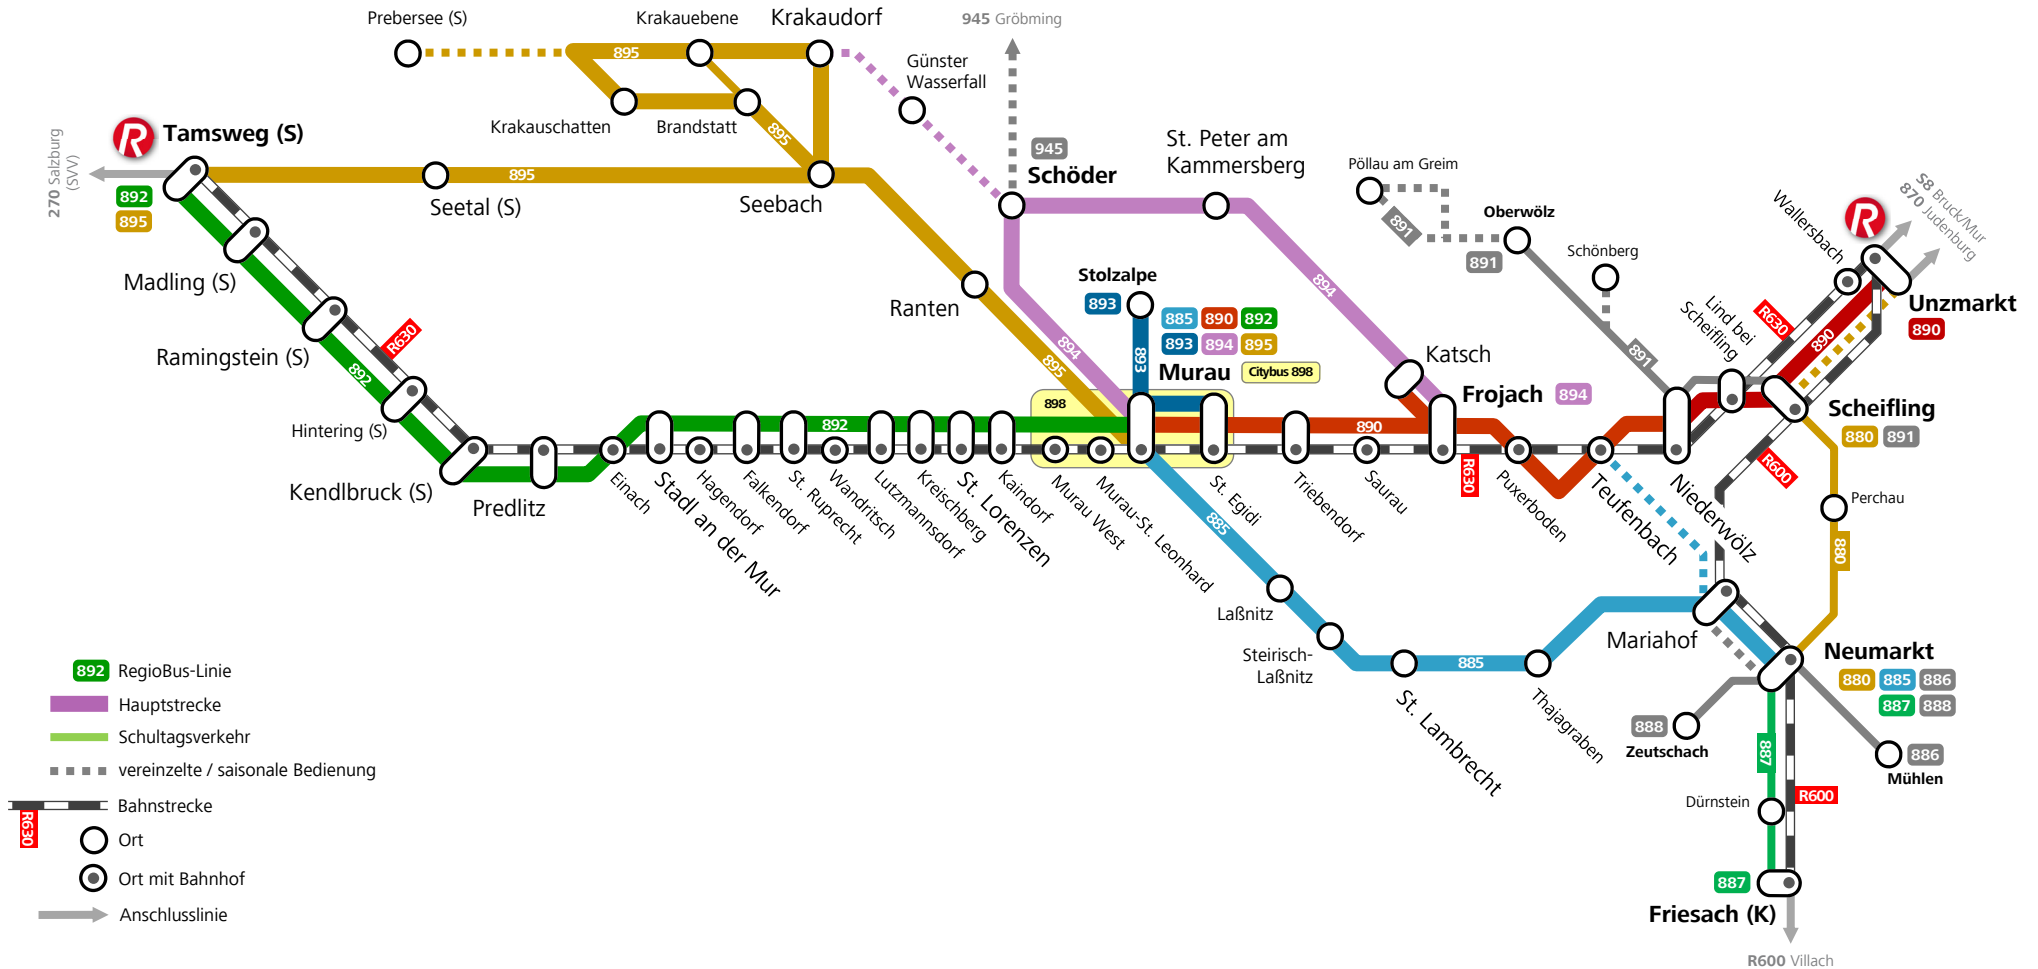 Prebersee (S)
Krakauebene
Krakaudorf
945 Gröbming
895
Günster
Wasserfall
Krakauschatten
Brandstatt
895
R
Tamsweg (S)
270 Salzburg
(SVV)
892
895
895
Seetal (S)
Seebach
945
Schöder
St. Peter am
Kammersberg
Pöllau am Greim
891
Oberwölz
891
Schönberg
Wallersbach
R
S8 Bruck/Mur
870 Judenburg
Madling (S)
Ranten
Stolzalpe
893
885 890 892
893 894 895
Murau
Citybus 898
894
894
895
893
Ramingstein (S)
R630
892
Hintering (S)
Kendlbruck (S)
Predlitz
892
898
890
Katsch
Frojach
894
891
Lind bei
Scheifling
R630
890
Unzmarkt
890
Scheifling
880 891
R630
R600
Einach
Stadl an der Mur
Hagendorf
Falkendorf
St. Ruprecht
Wandritsch
Lutzmannsdorf
Kreischberg
St. Lorenzen
Kaindorf
Murau West
Murau-St. Leonhard
St. Egidi
Triebendorf
Saurau
Puxerboden
Teufenbach
Niederwölz
Perchau
880
885
Laßnitz
Steirisch-
Laßnitz
885
St. Lambrecht
Thajagraben
Mariahof
Neumarkt
880 885 886
887 888
888
Zeutschach
886
Mühlen
887
Dürnstein
R600
887
Friesach (K)
R600 Villach
892 RegioBus-Linie
Hauptstrecke
Schultagsverkehr
vereinzelte / saisonale Bedienung
Bahnstrecke
R630
Ort
Ort mit Bahnhof
Anschlusslinie